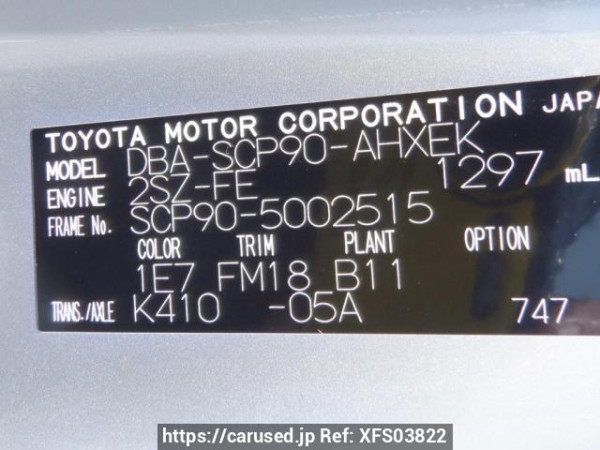 TOYOTA MOTOR CORPORATION JAPA
MODEL DBA-SCP90-AHXEK
ENGINE 2SZ-FE 1297 mL
FRAME No. SCP90-5002515
COLOR TRIM PLANT OPTION
1E7 FM18 B11
TRANS./AXLE K410 -05A 747
https://carused.jp Ref: XFS03822